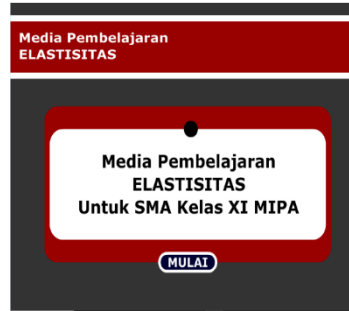 Media Pembelajaran
ELASTISITAS
Media Pembelajaran
ELASTISITAS
Untuk SMA Kelas XI MIPA
MULAI